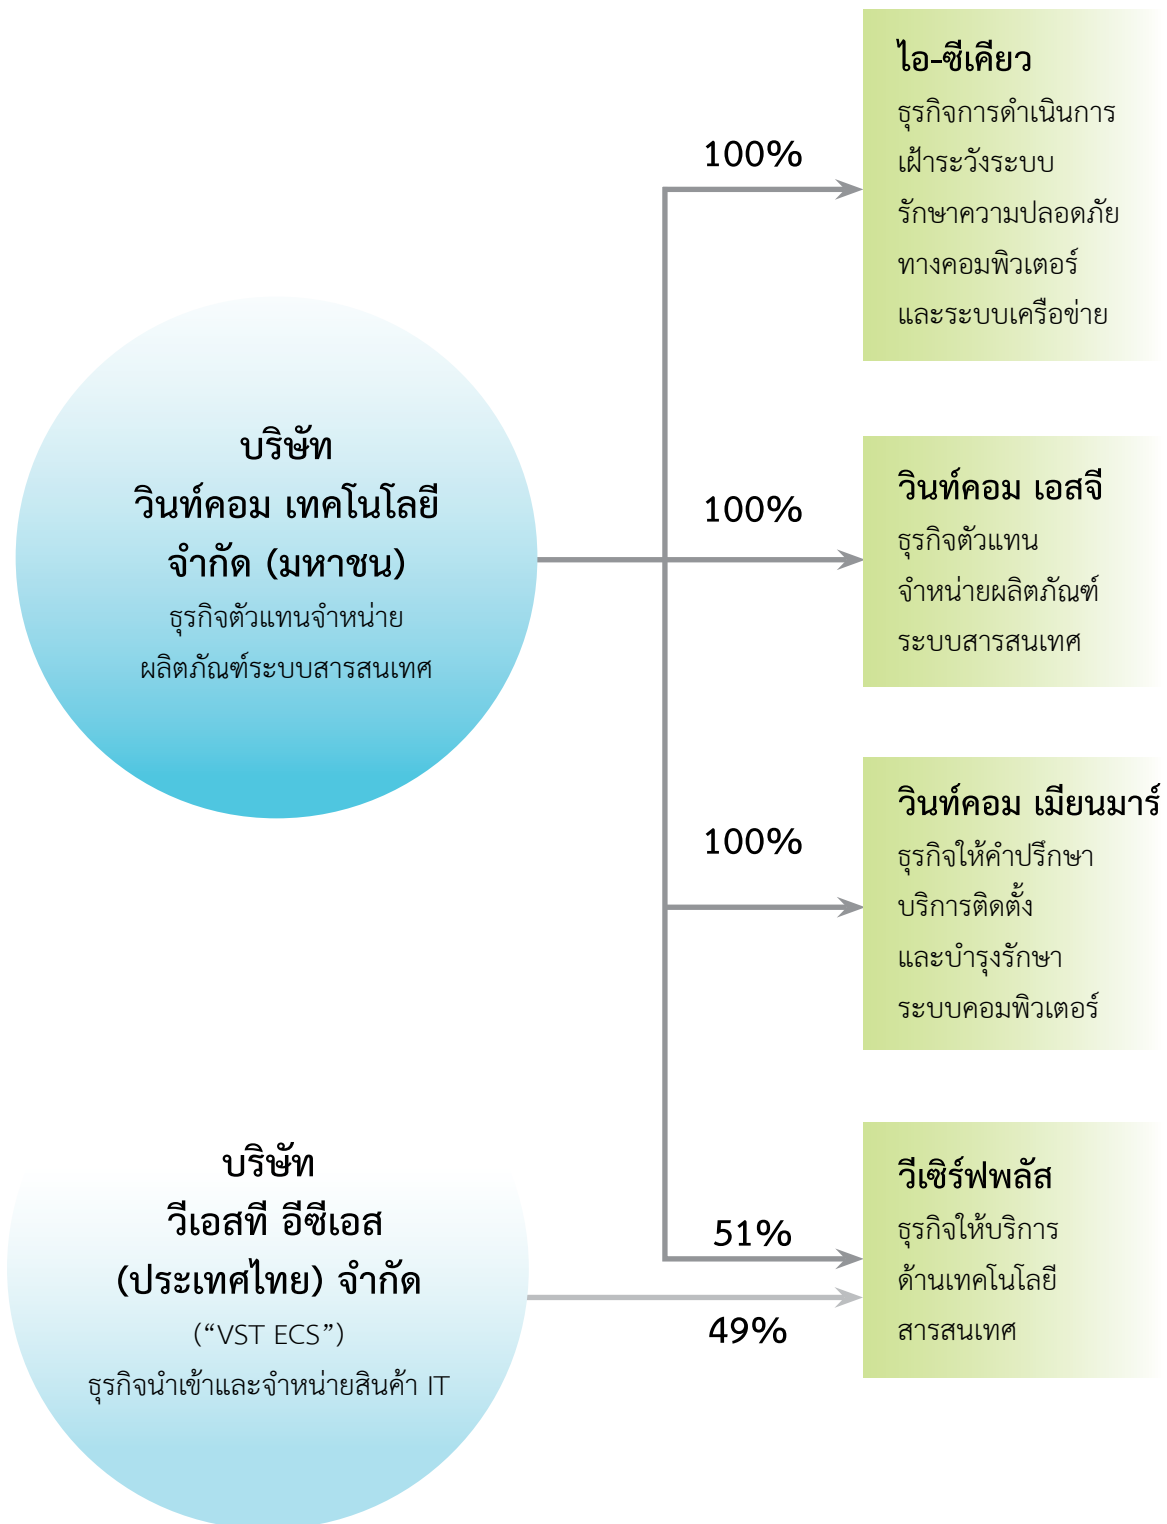 บริษัท
วินท์คอม เทคโนโลยี
จำกัด (มหาชน)
ธุรกิจตัวแทนจำหน่าย
ผลิตภัณฑ์ระบบสารสนเทศ
100%
ไอ-ซีเคียว
ธุรกิจการดำเนินการ
เฝ้าระวังระบบ
รักษาความปลอดภัย
ทางคอมพิวเตอร์
และระบบเครือข่าย
100%
วินท์คอม เอสจี
ธุรกิจตัวแทน
จำหน่ายผลิตภัณฑ์
ระบบสารสนเทศ
100%
วินท์คอม เมียนมาร์
ธุรกิจให้คำปรึกษา
บริการติดตั้ง
และบำรุงรักษา
ระบบคอมพิวเตอร์
บริษัท
วีเอสที อีซีเอส
(ประเทศไทย) จำกัด
(“VST ECS”)
ธุรกิจนำเข้าและจำหน่ายสินค้า IT
51%
49%
วีเซิร์ฟพลัส
ธุรกิจให้บริการ
ด้านเทคโนโลยี
สารสนเทศ